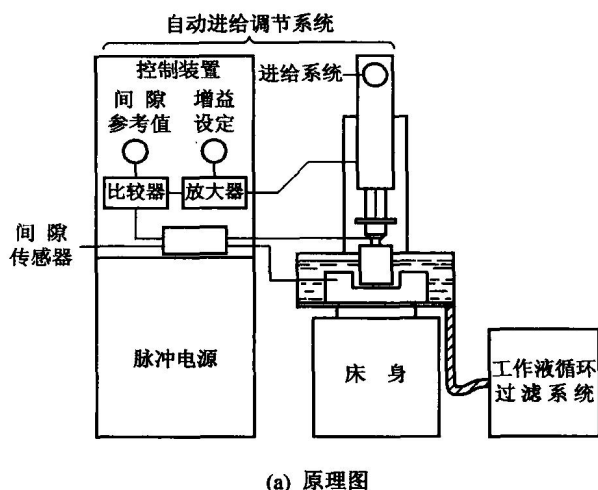 自动进给调节系统
控制装置
进给系统
间隙
参考值
增益
设定
比较器
放大器
间隙
传感器
脉冲电源
床身
工作液循环
过滤系统
(a) 原理图